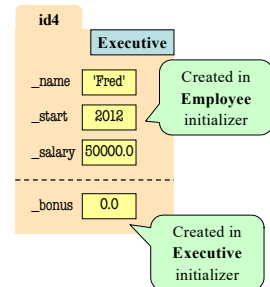 id4
Executive
_name 'Fred'
_start 2012
_salary 50000.0
_bonus 0.0
Created in
Employee
initializer
Created in
Executive
initializer